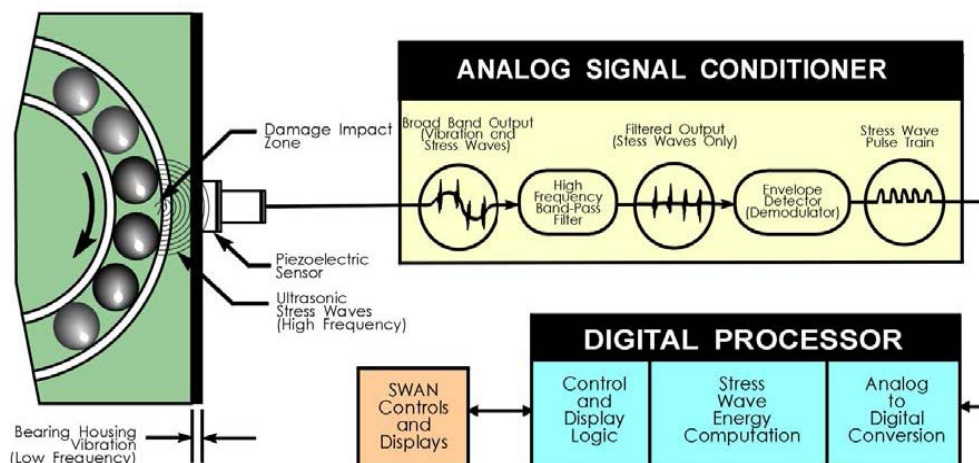 ANALOG SIGNAL CONDITIONER
Broad Band Output
(Vibration and
Stress Waves)
Filtered Output
(Stess Waves Only)
Stress Wave
Pulse Train
High
Frequency
Band-Pass
Filter
Envelope
Detector
(Demodulator)
Damage Impact
Zone
Piezoelectric
Sensor
Ultrasonic
Stress Waves
(High Frequency)
Bearing Housing
Vibration
(Low Frequency)
DIGITAL PROCESSOR
SWAN
Controls
and
Displays
Control
and
Display
Logic
Stress
Wave
Energy
Computation
Analog
to
Digital
Conversion